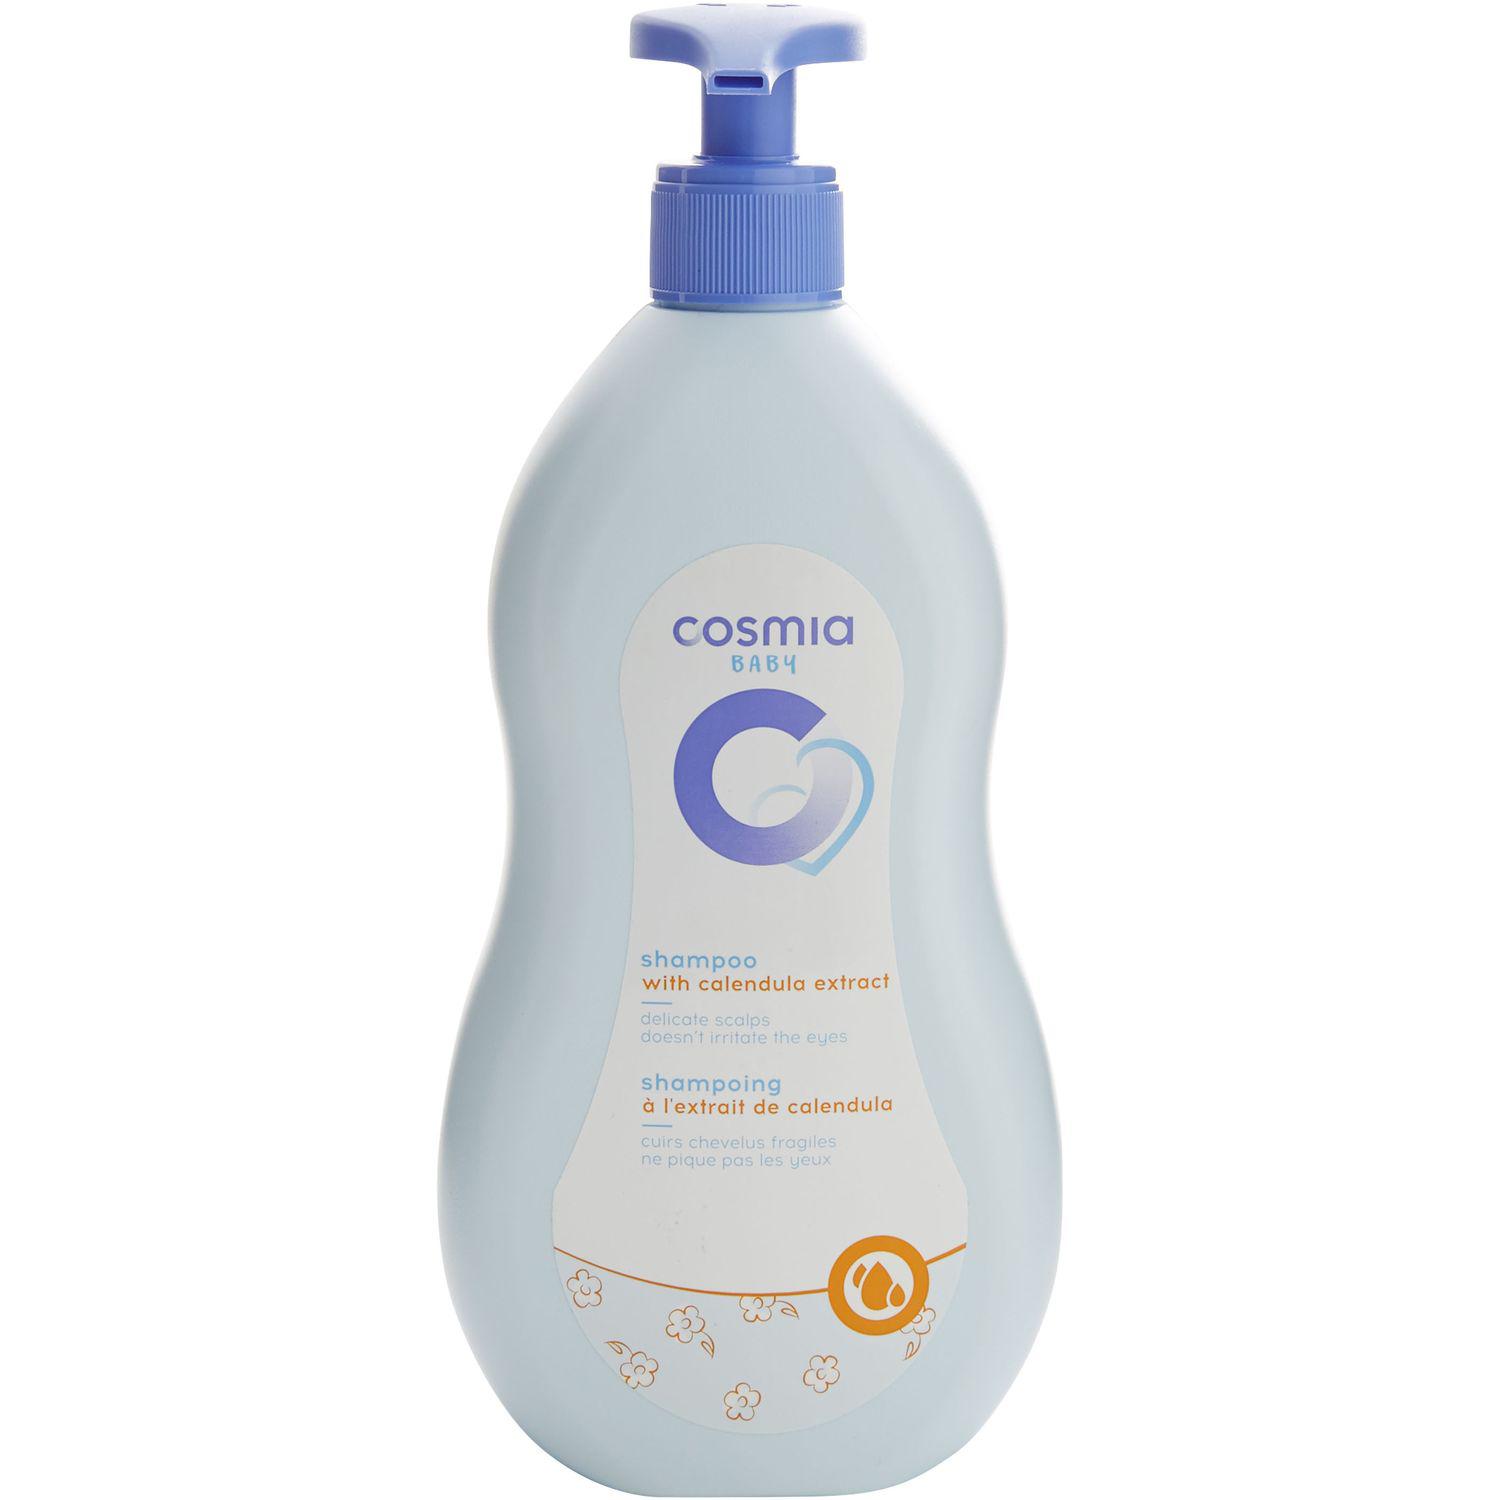 cosmia
BABY
shampoo
with calendula extract
delicate scalps
doesn't irritate the eyes
shampoing
à l'extrait de calendula
cuirs chevelus fragiles
ne pique pas les yeux